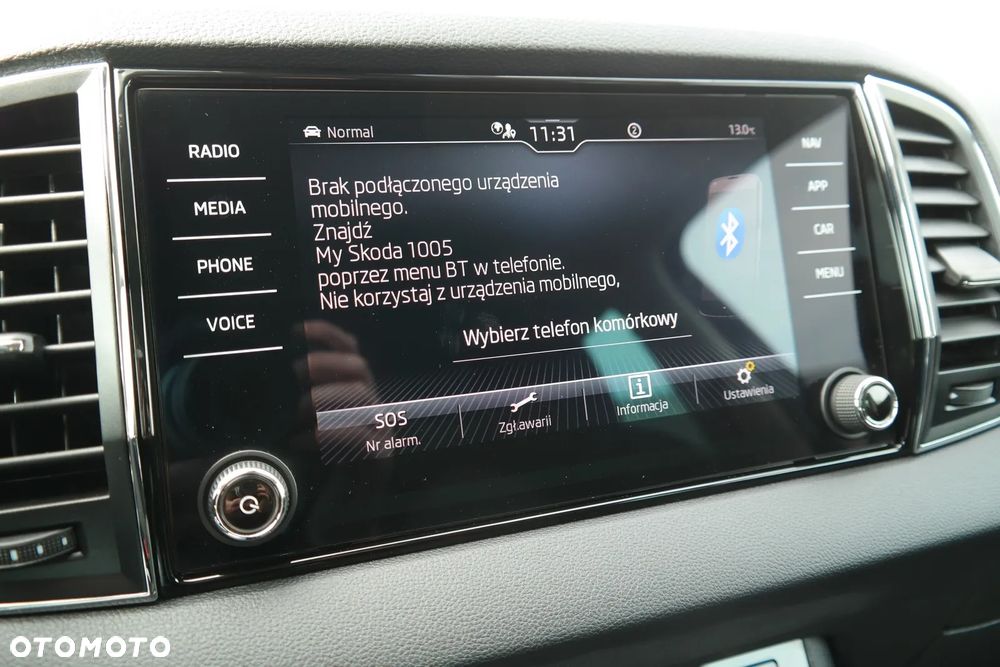 Normal
11:31
2
13.0°C
RADIO
MEDIA
PHONE
VOICE
NAV
APP
CAR
MENU
Brak podłączonego urządzenia
mobilnego.
Znajdź
My Skoda 1005
poprzez menu BT w telefonie.
Nie korzystaj z urządzenia mobilnego,
Wybierz telefon komórkowy
SOS
Nr alarm.
Zgł.awarii
Informacja
Ustawienia
OTOMOTO